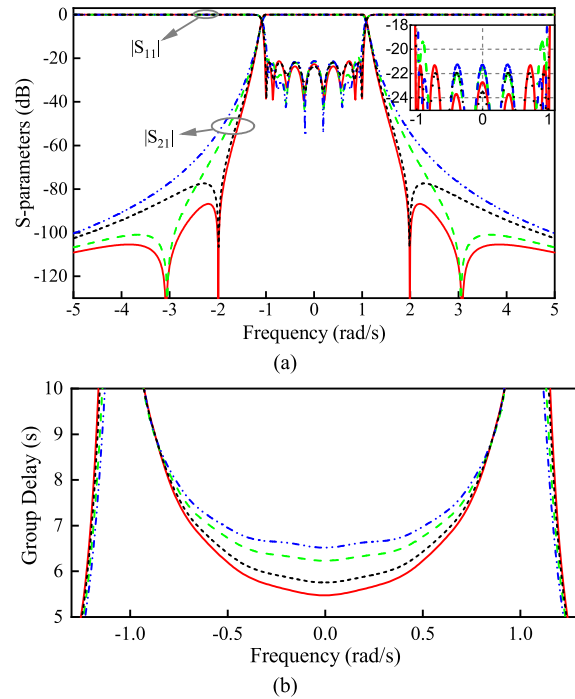 0
-20
-40
-60
-80
-100
-120
S-parameters (dB)
|S11|
|S21|
-18
-20
-22
-24
-1 0 1
-5 -4 -3 -2 -1 0 1 2 3 4 5
Frequency (rad/s)
(a)
10
9
8
7
6
5
Group Delay (s)
-1.0 -0.5 0.0 0.5 1.0
Frequency (rad/s)
(b)